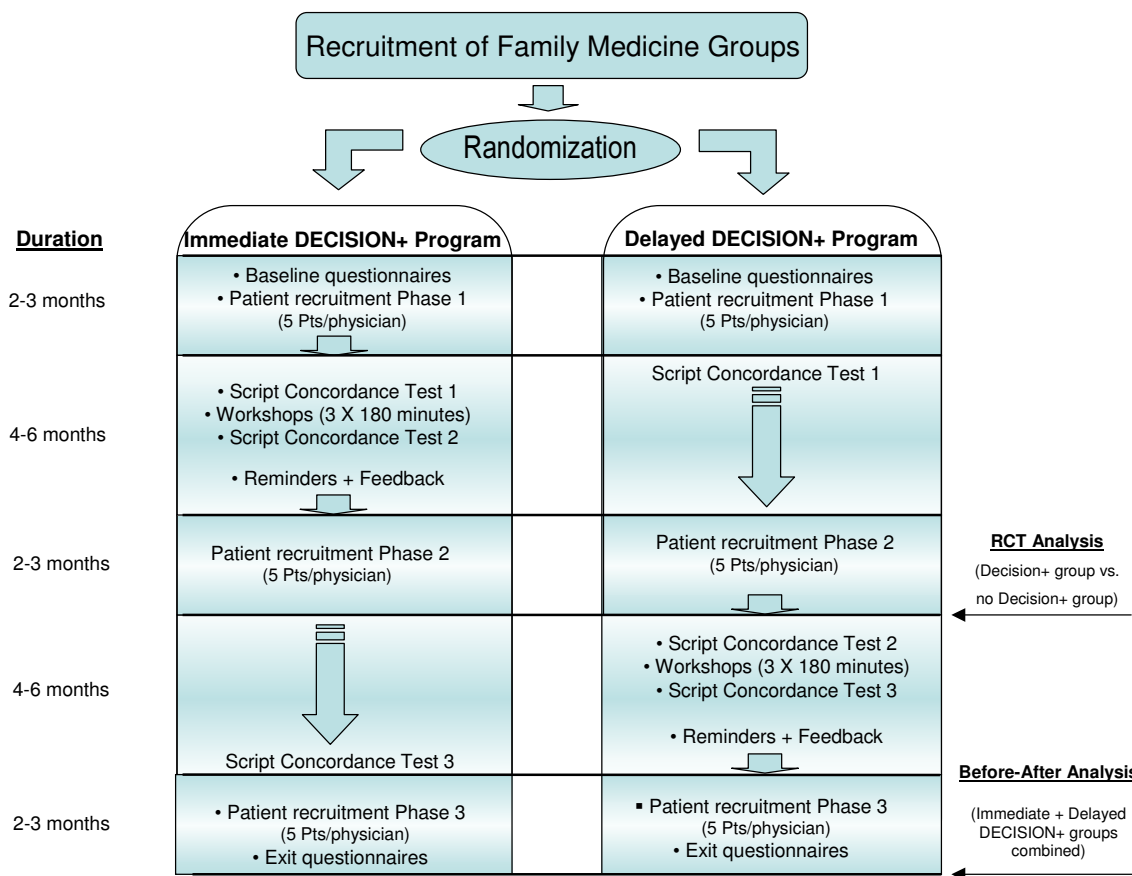 Recruitment of Family Medicine Groups
Randomization
Duration
Immediate DECISION+ Program
Delayed DECISION+ Program
2-3 months
• Baseline questionnaires
• Patient recruitment Phase 1
(5 Pts/physician)
• Baseline questionnaires
• Patient recruitment Phase 1
(5 Pts/physician)
4-6 months
• Script Concordance Test 1
• Workshops (3 X 180 minutes)
• Script Concordance Test 2
• Reminders + Feedback
Script Concordance Test 1
2-3 months
Patient recruitment Phase 2
(5 Pts/physician)
Patient recruitment Phase 2
(5 Pts/physician)
RCT Analysis
(Decision+ group vs.
no Decision+ group)
4-6 months
Script Concordance Test 3
• Script Concordance Test 2
• Workshops (3 X 180 minutes)
• Script Concordance Test 3
• Reminders + Feedback
2-3 months
• Patient recruitment Phase 3
(5 Pts/physician)
• Exit questionnaires
▪ Patient recruitment Phase 3
(5 Pts/physician)
• Exit questionnaires
Before-After Analysis
(Immediate + Delayed
DECISION+ groups
combined)